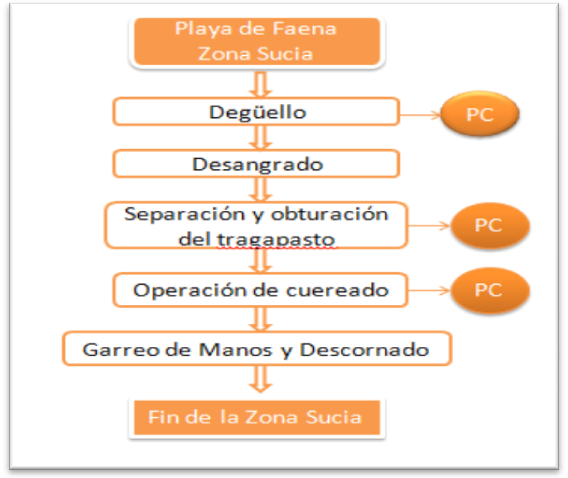 Playa de Faena
Zona Sucia
Degüello
PC
Desangrado
Separación y obturación
del tragapasto
PC
Operación de cuereado
PC
Garreo de Manos y Descornado
Fin de la Zona Sucia